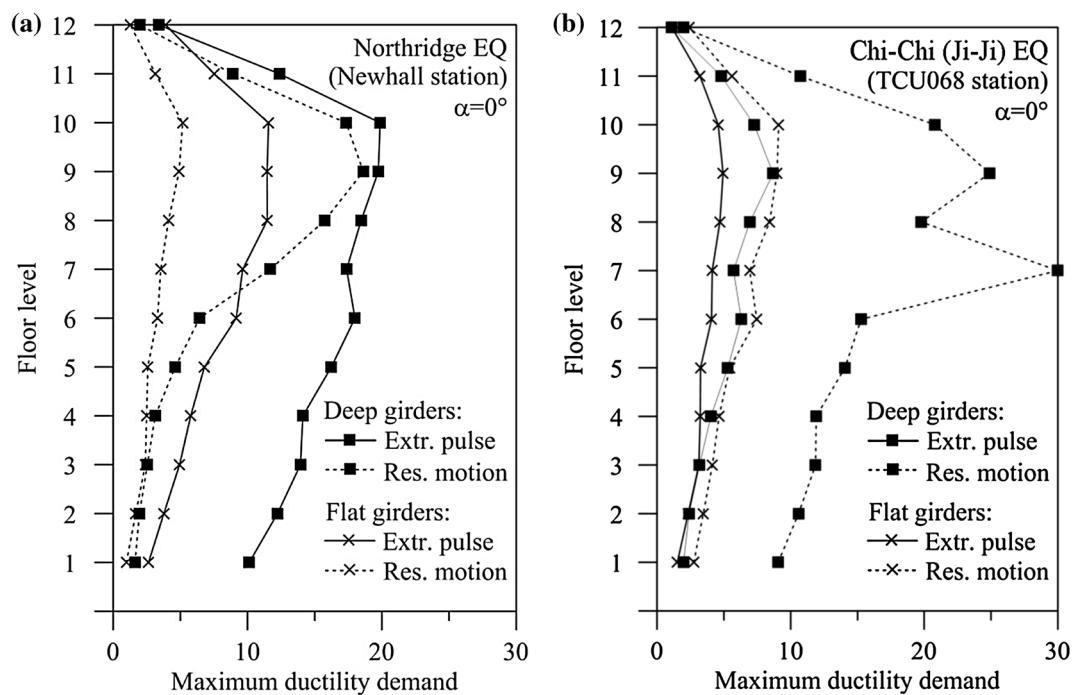 (a)
Northridge EQ
(Newhall station)
α=0°
Floor level
12
11
10
9
8
7
6
5
4
3
2
1
Deep girders:
Extr. pulse
Res. motion
Flat girders:
Extr. pulse
Res. motion
0 10 20 30
Maximum ductility demand
(b)
Chi-Chi (Ji-Ji) EQ
(TCU068 station)
α=0°
Floor level
12
11
10
9
8
7
6
5
4
3
2
1
Deep girders:
Extr. pulse
Res. motion
Flat girders:
Extr. pulse
Res. motion
0 10 20 30
Maximum ductility demand